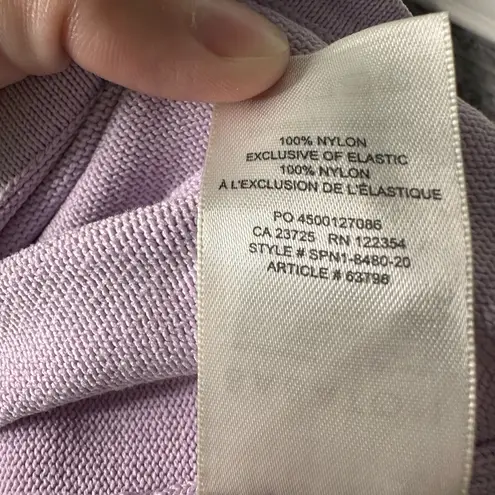 100% NYLON
EXCLUSIVE OF ELASTIC
100% NYLON
À L'EXCLUSION DE L'ÉLASTIQUE
PO 4500127086
CA 23725 RN 122354
STYLE # SPN1-8480-20
ARTICLE # 63798